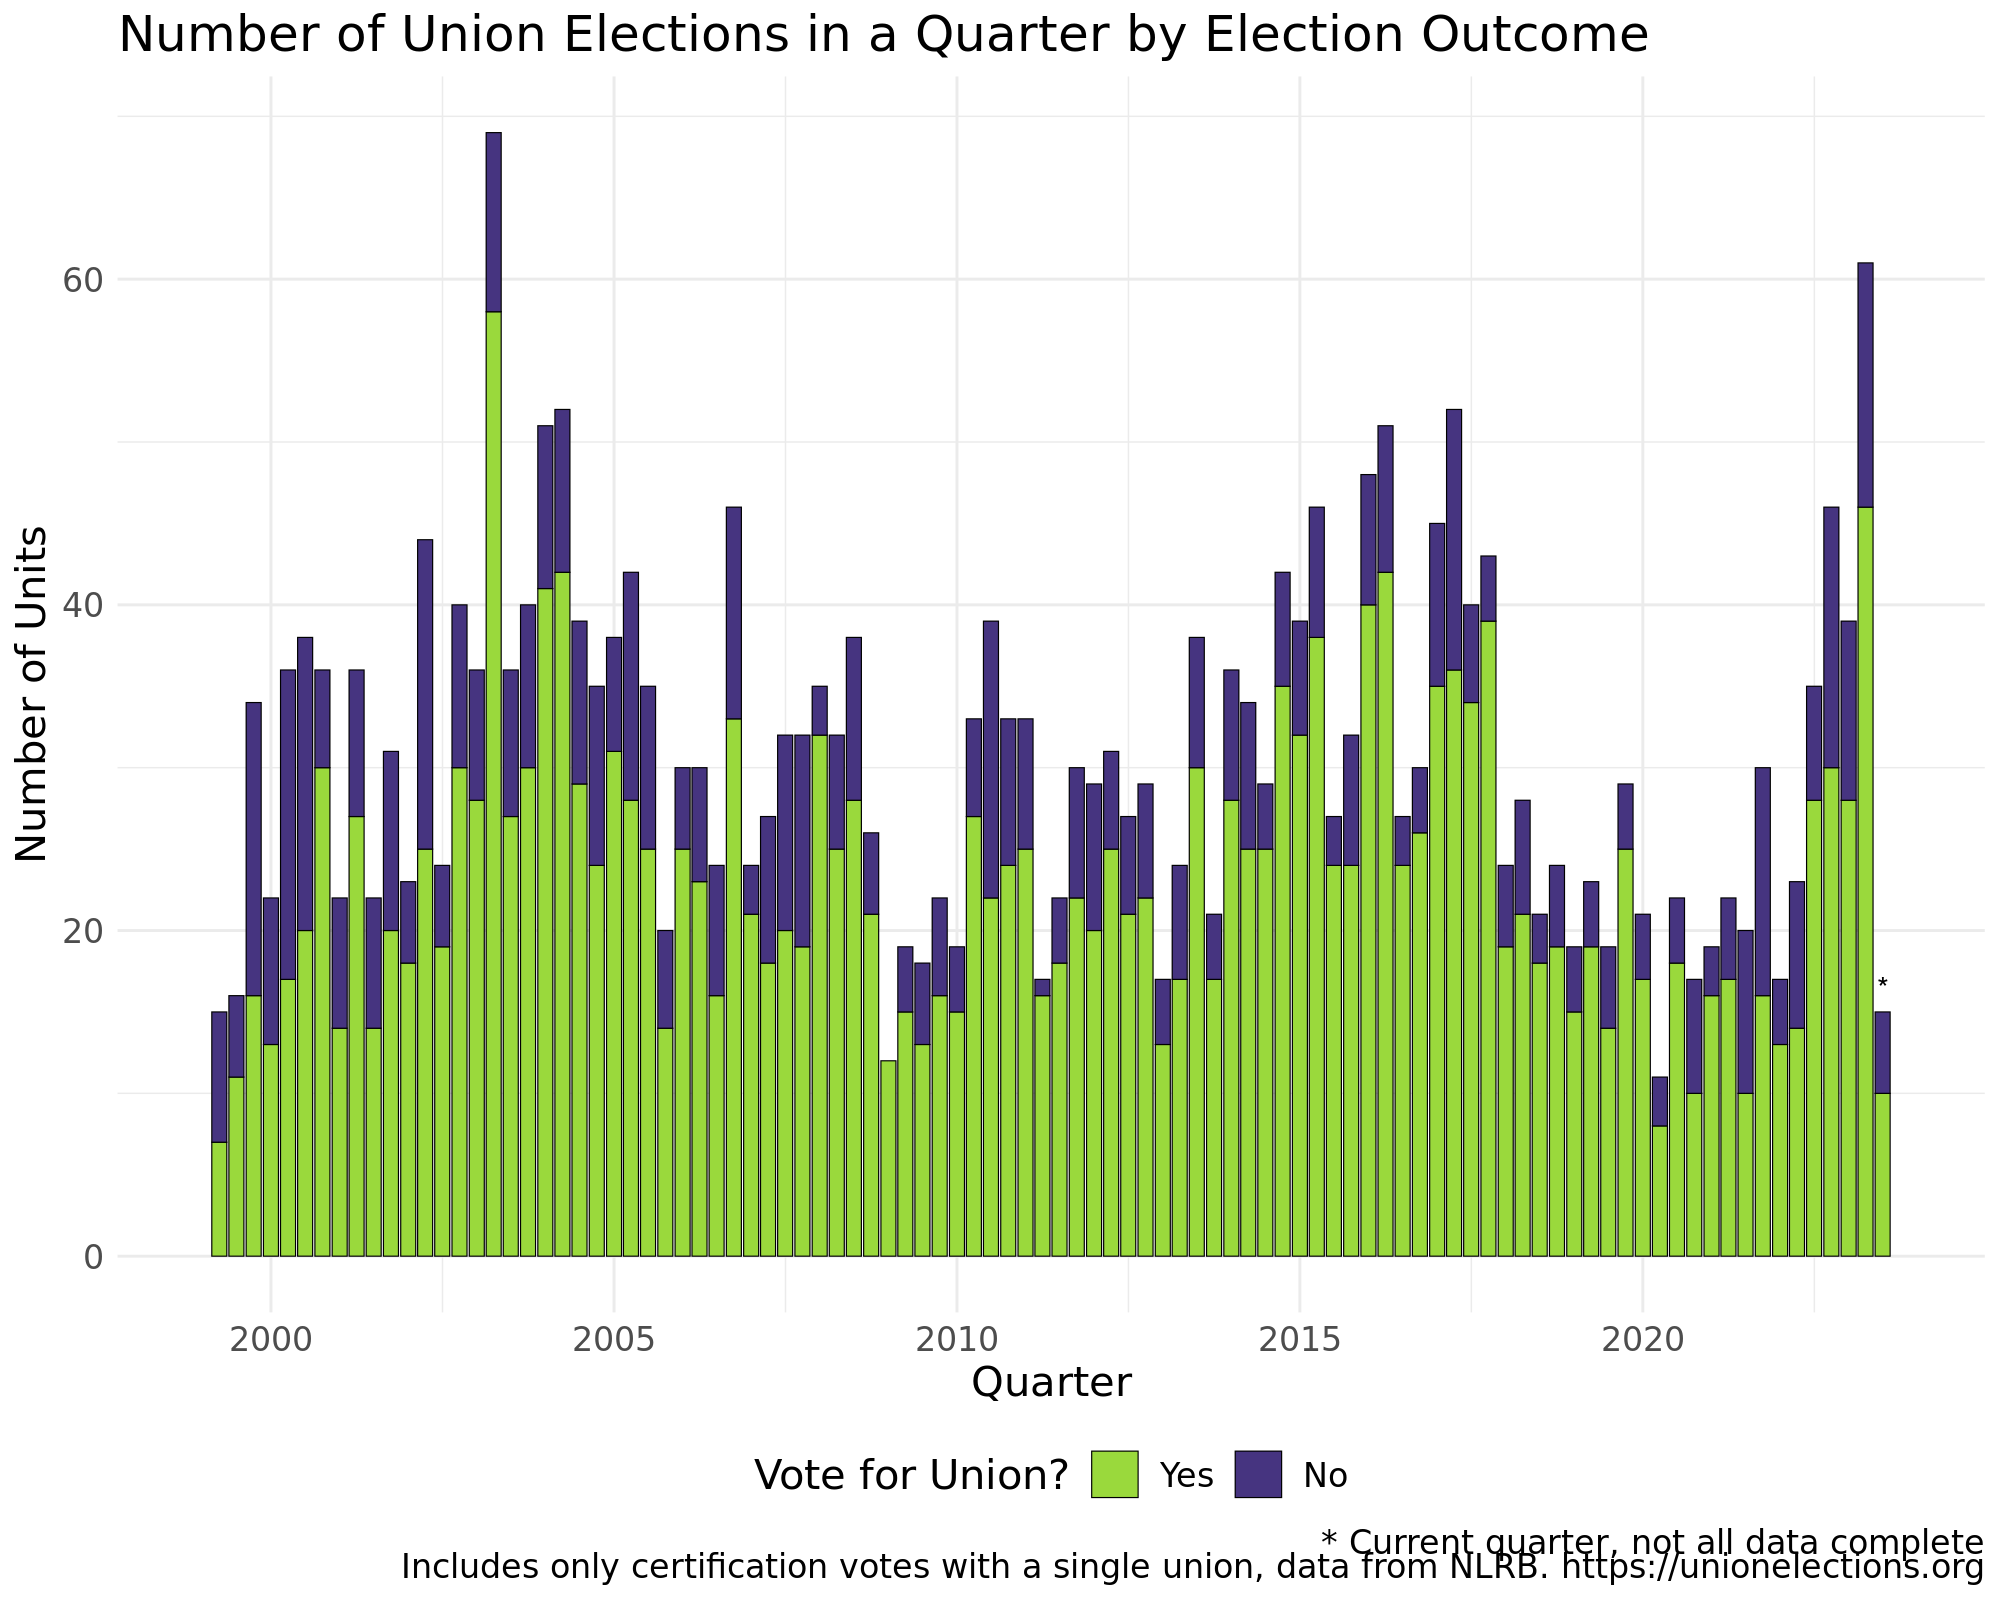 Number of Union Elections in a Quarter by Election Outcome
Number of Units
60
40
20
0
*
2000 2005 2010 2015 2020
Quarter
Vote for Union? Yes No
* Current quarter, not all data complete
Includes only certification votes with a single union, data from NLRB. https://unionelections.org